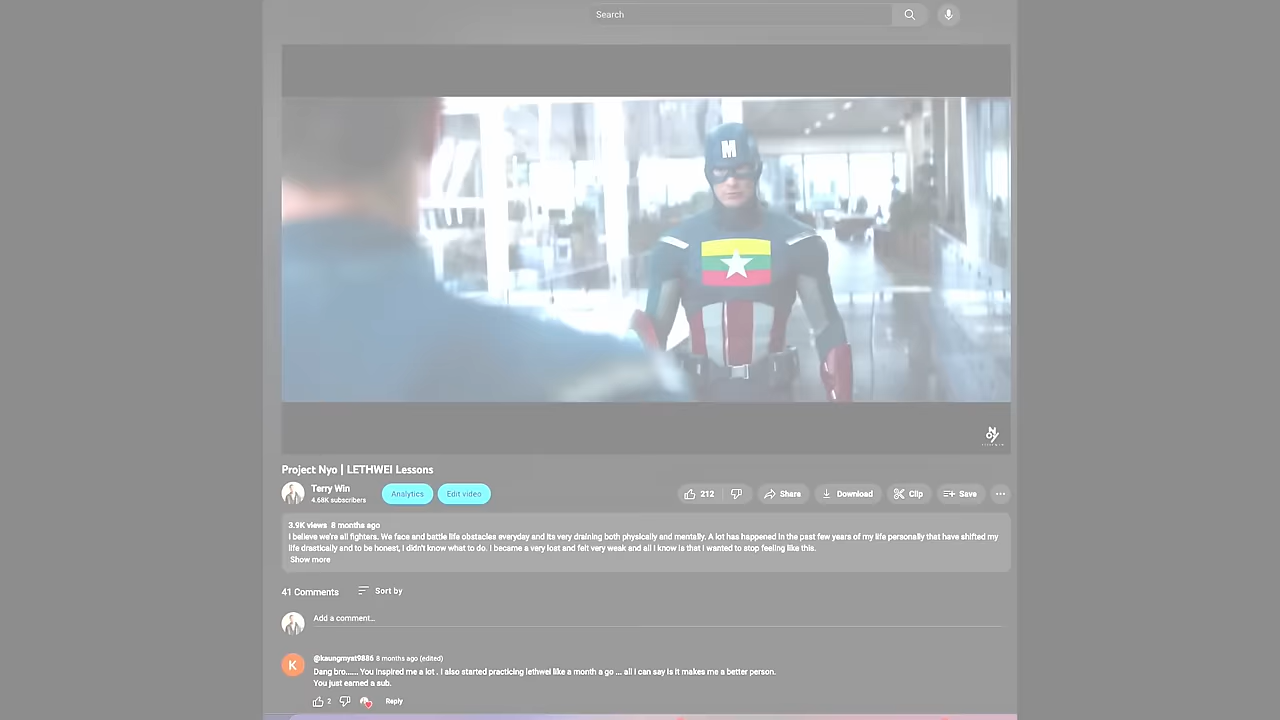 Search
M
Project Nyo | LETHWEI Lessons
Terry Win
4.68K subscribers
Analytics
Edit video
212
Share
Download
Clip
Save
3.9K views 8 months ago
I believe we're all fighters. We face and battle life obstacles everyday and its very draining both physically and mentally. A lot has happened in the past few years of my life personally that have shifted my
life drastically and to be honest, I didn't know what to do. I became a very lost and felt very weak and all I know is that I wanted to stop feeling like this.
Show more
41 Comments
Sort by
Add a comment...
K
@kaungmyat9886 8 months ago (edited)
Dang bro...... You inspired me a lot . I also started practicing lethwei like a month a go ... all I can say is it makes me a better person.
You just earned a sub.
2
Reply